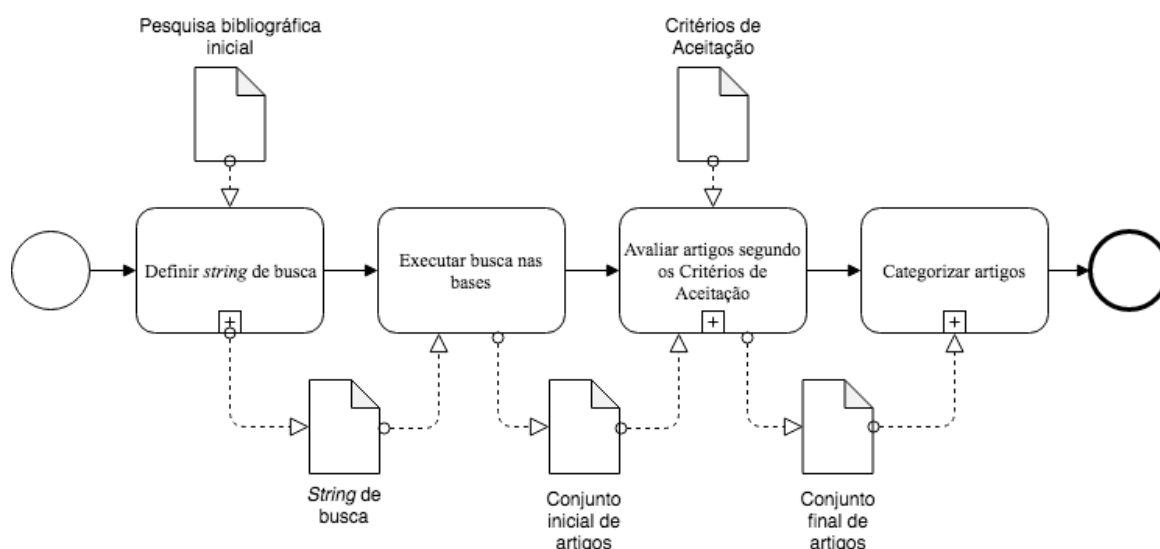 Pesquisa bibliográfica
inicial
Critérios de
Aceitação
Definir string de busca
Executar busca nas
bases
Avaliar artigos segundo
os Critérios de
Aceitação
Categorizar artigos
String de
busca
Conjunto
inicial de
artigos
Conjunto
final de
artigos